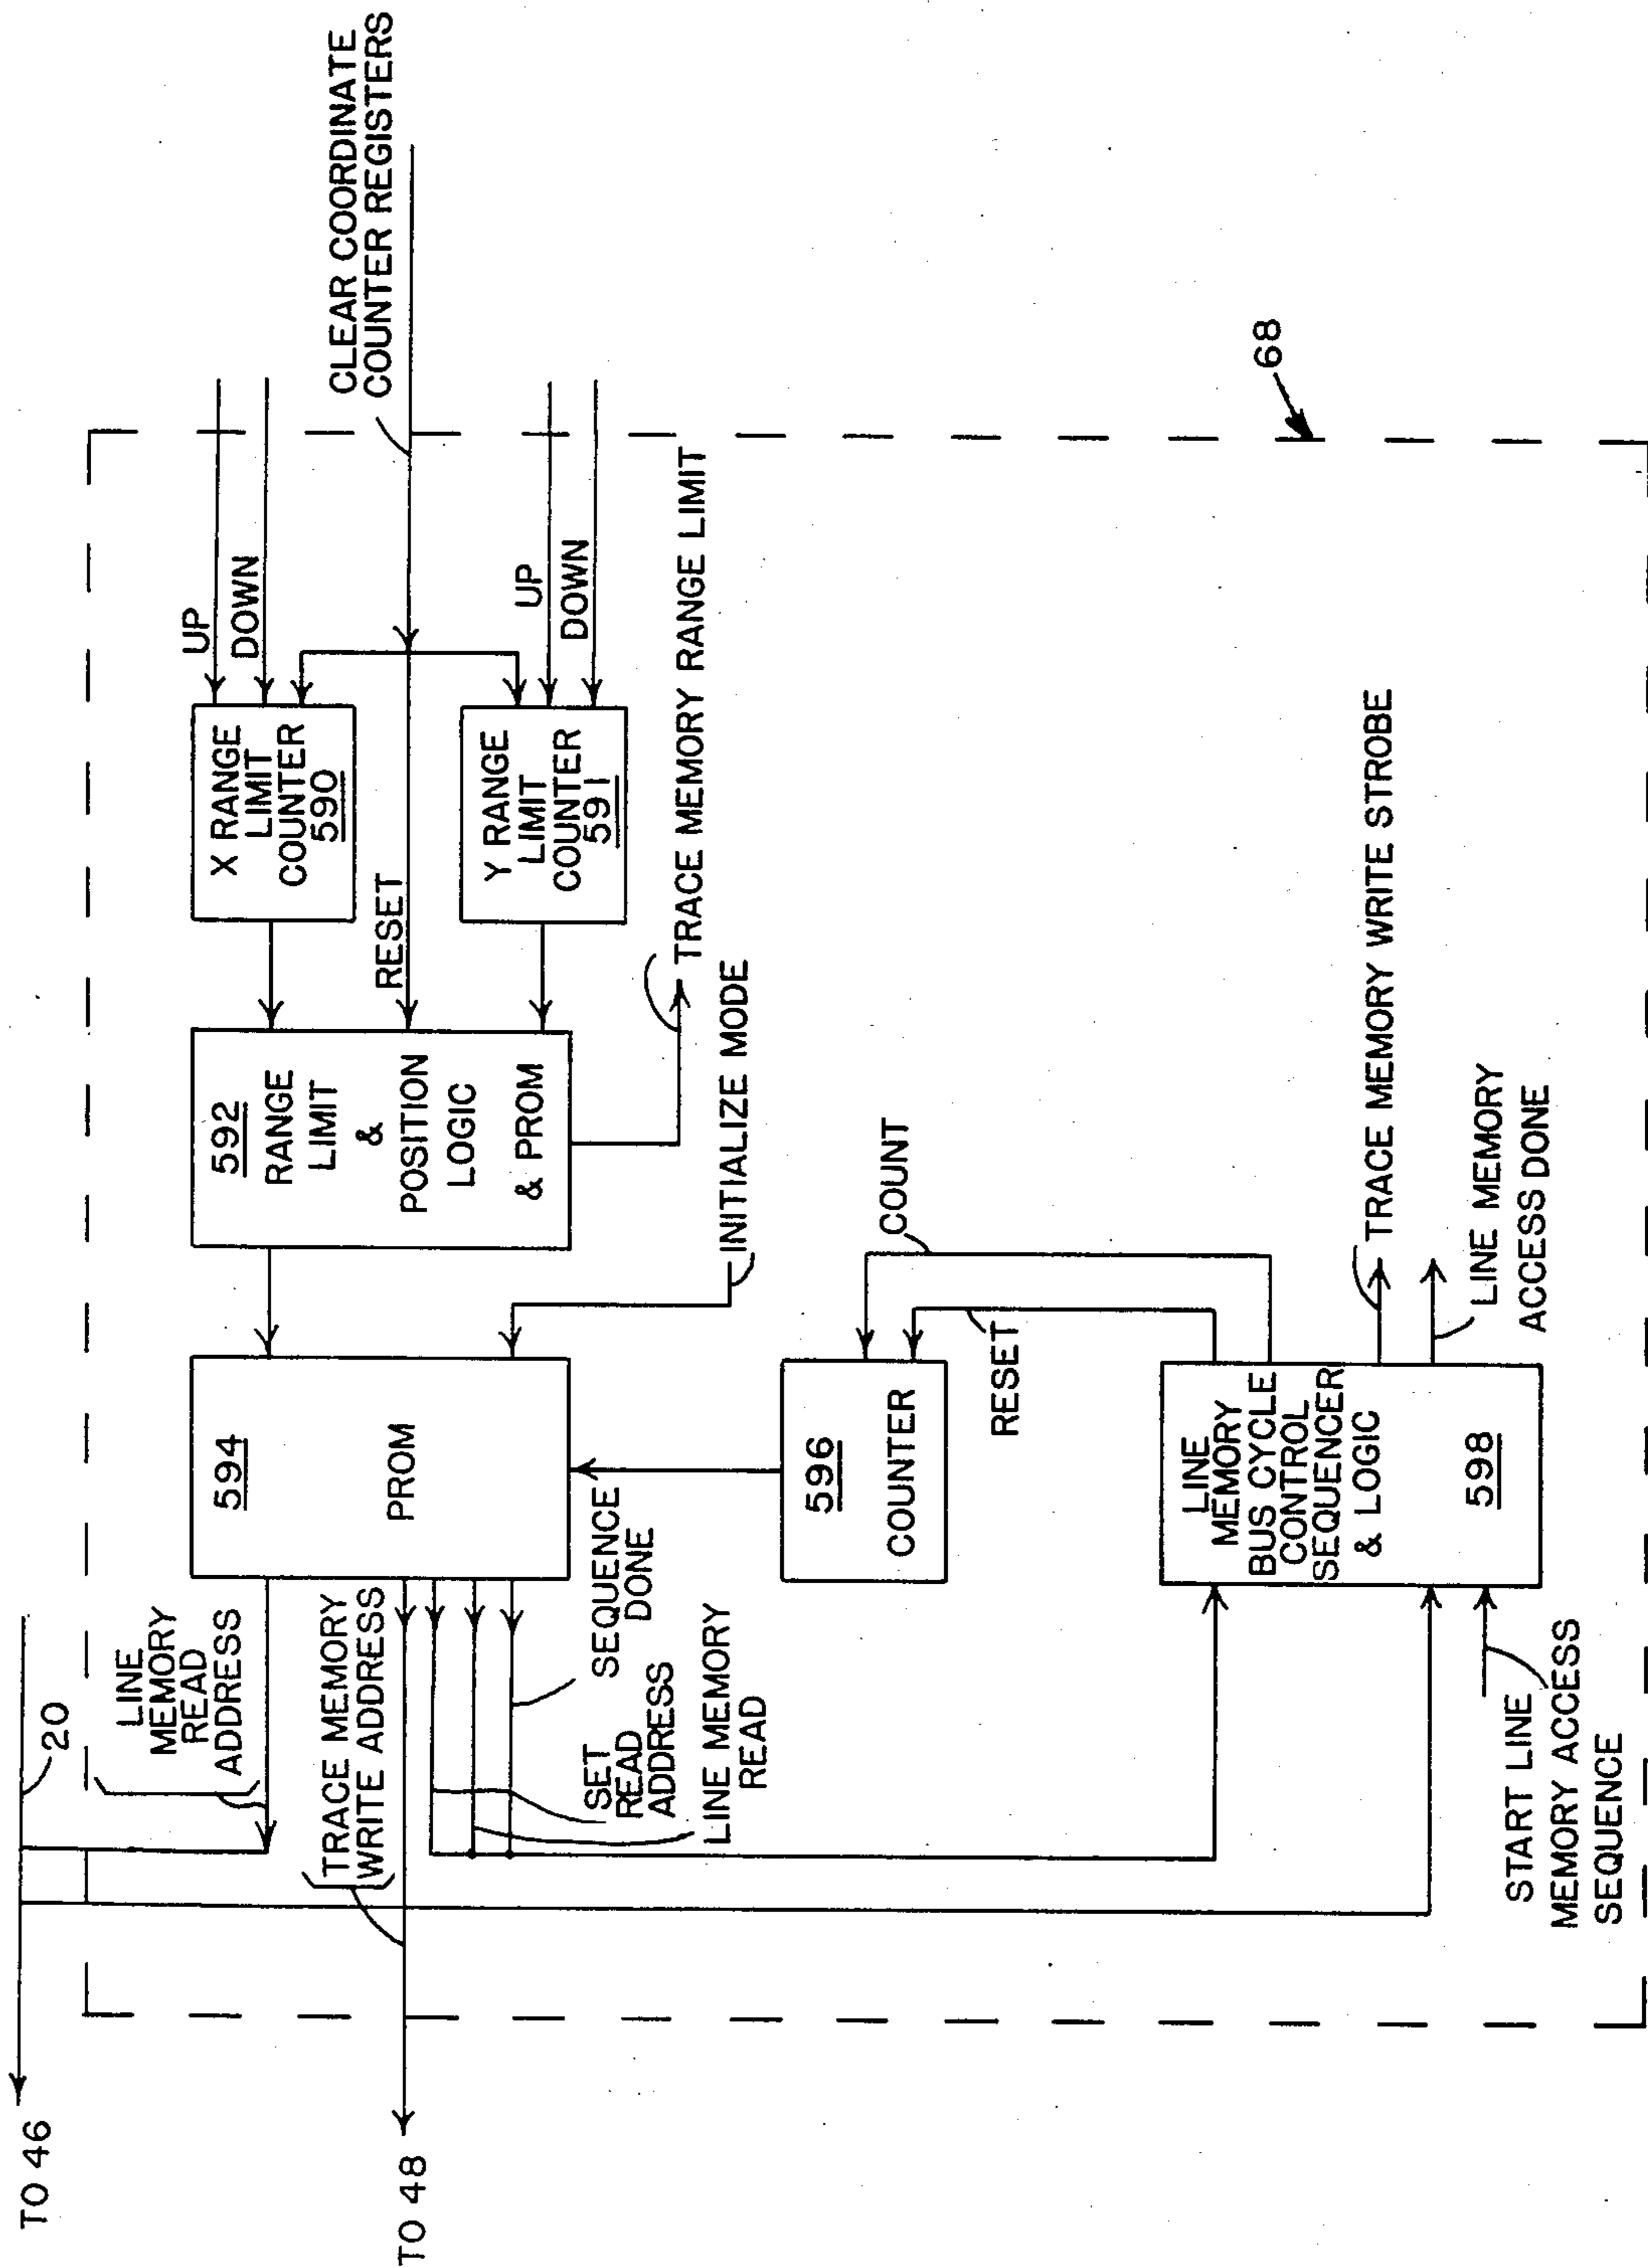 TO 46
20
TO 48
LINE
MEMORY
READ
ADDRESS
TRACE MEMORY
WRITE ADDRESS
SET
READ
ADDRESS
LINE MEMORY
READ
SEQUENCE
DONE
594
PROM
592
RANGE
LIMIT
&
POSITION
LOGIC
& PROM
X RANGE
LIMIT
COUNTER
590
UP
DOWN
RESET
CLEAR COORDINATE
COUNTER REGISTERS
Y RANGE
LIMIT
COUNTER
591
UP
DOWN
TRACE MEMORY RANGE LIMIT
INITIALIZE MODE
596
COUNTER
COUNT
RESET
LINE
MEMORY
BUS CYCLE
CONTROL
SEQUENCER
& LOGIC
598
START LINE
MEMORY ACCESS
SEQUENCE
TRACE MEMORY WRITE STROBE
LINE MEMORY
ACCESS DONE
68